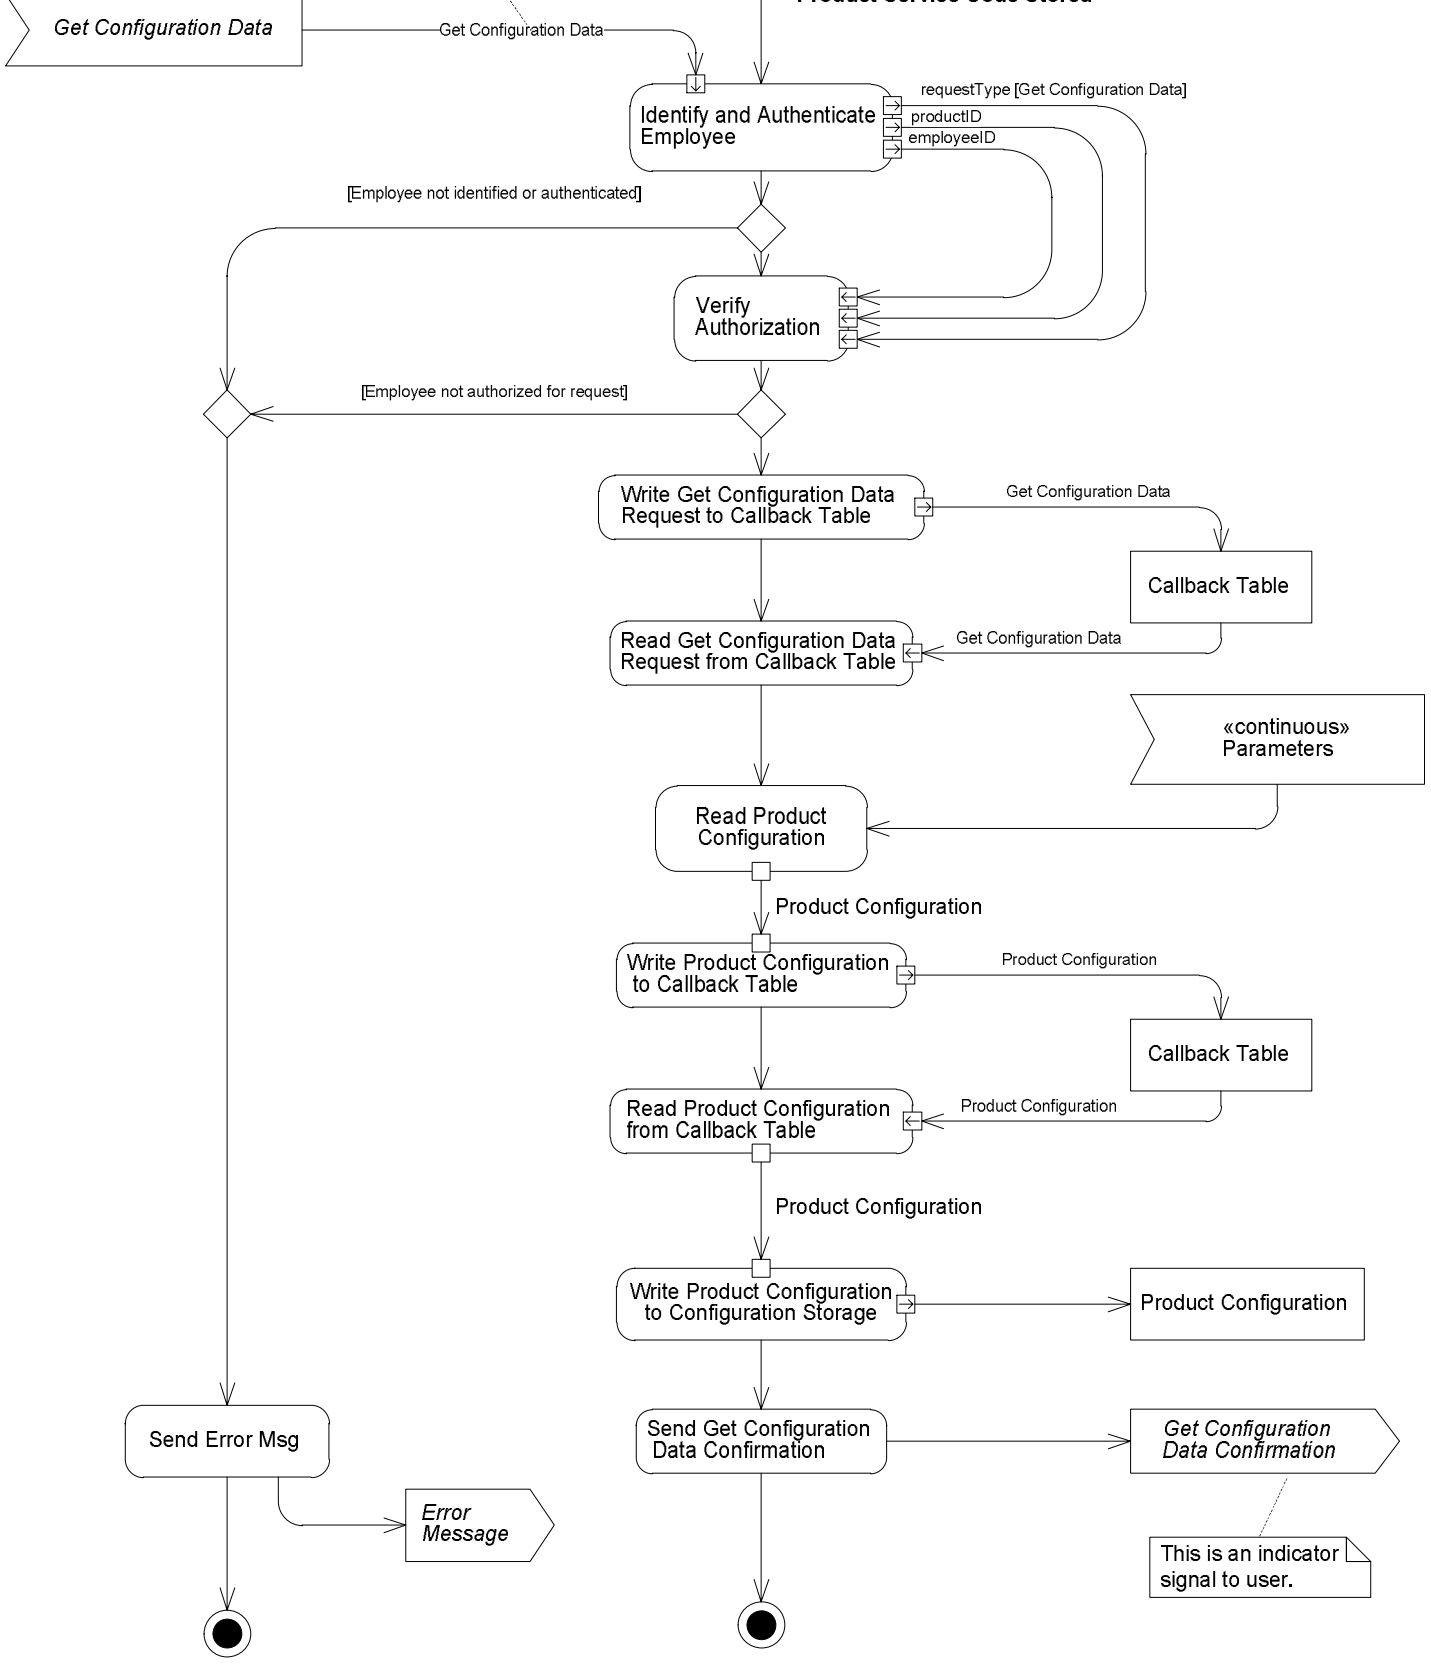 Product Service Code Stored
Get Configuration Data
Get Configuration Data
requestType [Get Configuration Data]
Identify and Authenticate
Employee
productID
employeeID
[Employee not identified or authenticated]
Verify
Authorization
[Employee not authorized for request]
Write Get Configuration Data
Request to Callback Table
Get Configuration Data
Callback Table
Read Get Configuration Data
Request from Callback Table
Get Configuration Data
«continuous»
Parameters
Read Product
Configuration
Product Configuration
Write Product Configuration
to Callback Table
Product Configuration
Callback Table
Read Product Configuration
from Callback Table
Product Configuration
Product Configuration
Write Product Configuration
to Configuration Storage
Product Configuration
Send Error Msg
Send Get Configuration
Data Confirmation
Get Configuration
Data Confirmation
Error
Message
This is an indicator
signal to user.